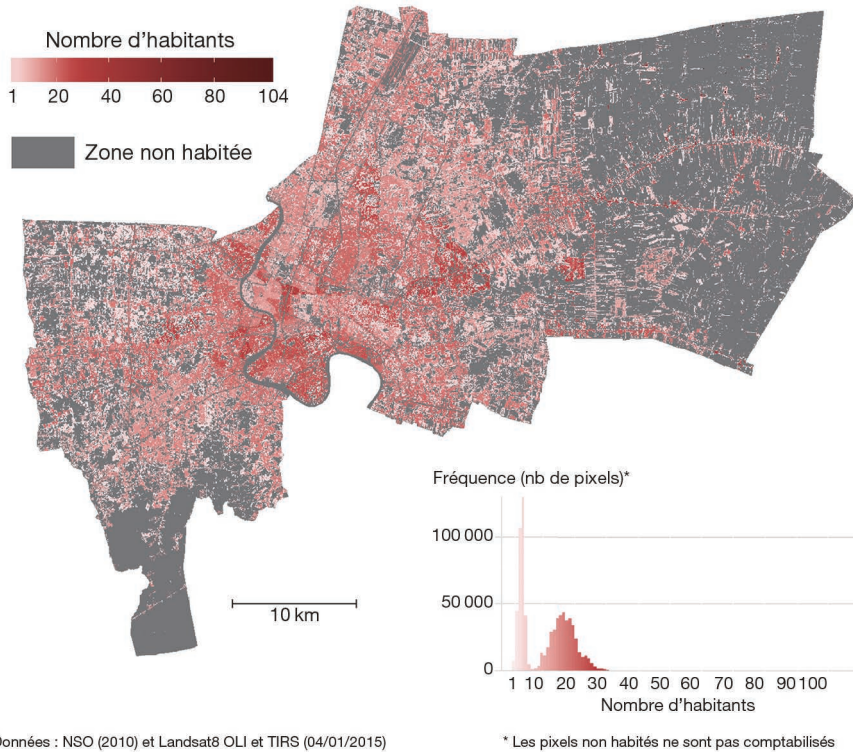 Nombre d'habitants
1 20 40 60 80 104
Zone non habitée
10 km
Fréquence (nb de pixels)*
100 000
50 000
0
1 10 20 30 40 50 60 70 80 90 100
Nombre d'habitants
Données : NSO (2010) et Landsat8 OLI et TIRS (04/01/2015)
* Les pixels non habités ne sont pas comptabilisés